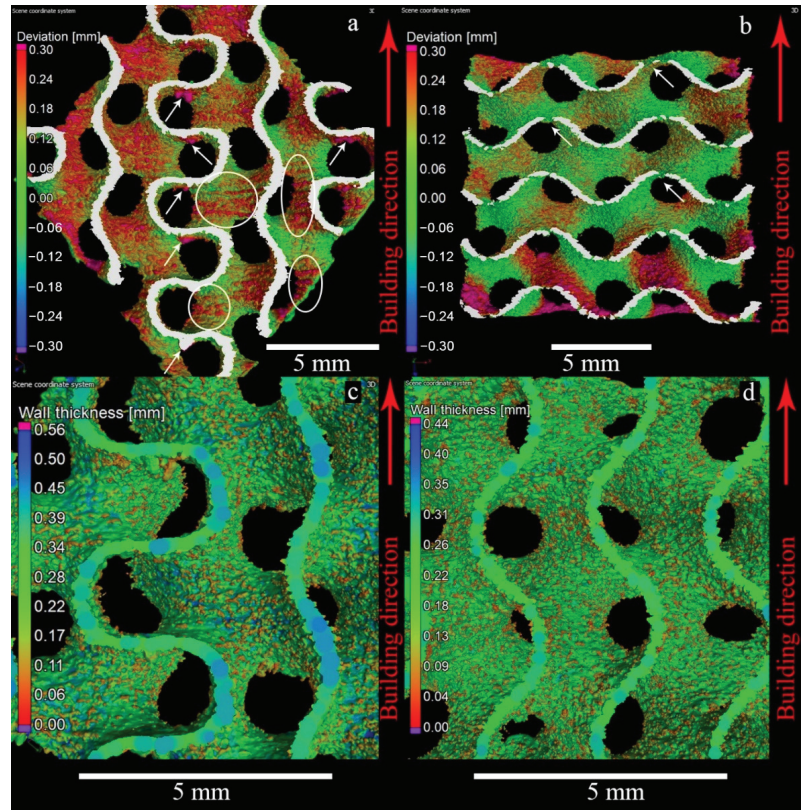 Scene coordinate system
3D
a
Deviation [mm]
0.30
0.24
0.18
0.12
0.06
0.00
−0.06
−0.12
−0.18
−0.24
−0.30
5 mm
Building direction
Scene coordinate system
3D
b
Deviation [mm]
0.30
0.24
0.18
0.12
0.06
0.00
−0.06
−0.12
−0.18
−0.24
−0.30
5 mm
Building direction
Scene coordinate system
3D
c
Wall thickness [mm]
0.56
0.50
0.45
0.39
0.34
0.28
0.22
0.17
0.11
0.06
0.00
5 mm
Building direction
Scene coordinate system
3D
d
Wall thickness [mm]
0.44
0.40
0.35
0.31
0.26
0.22
0.18
0.13
0.09
0.04
0.00
5 mm
Building direction